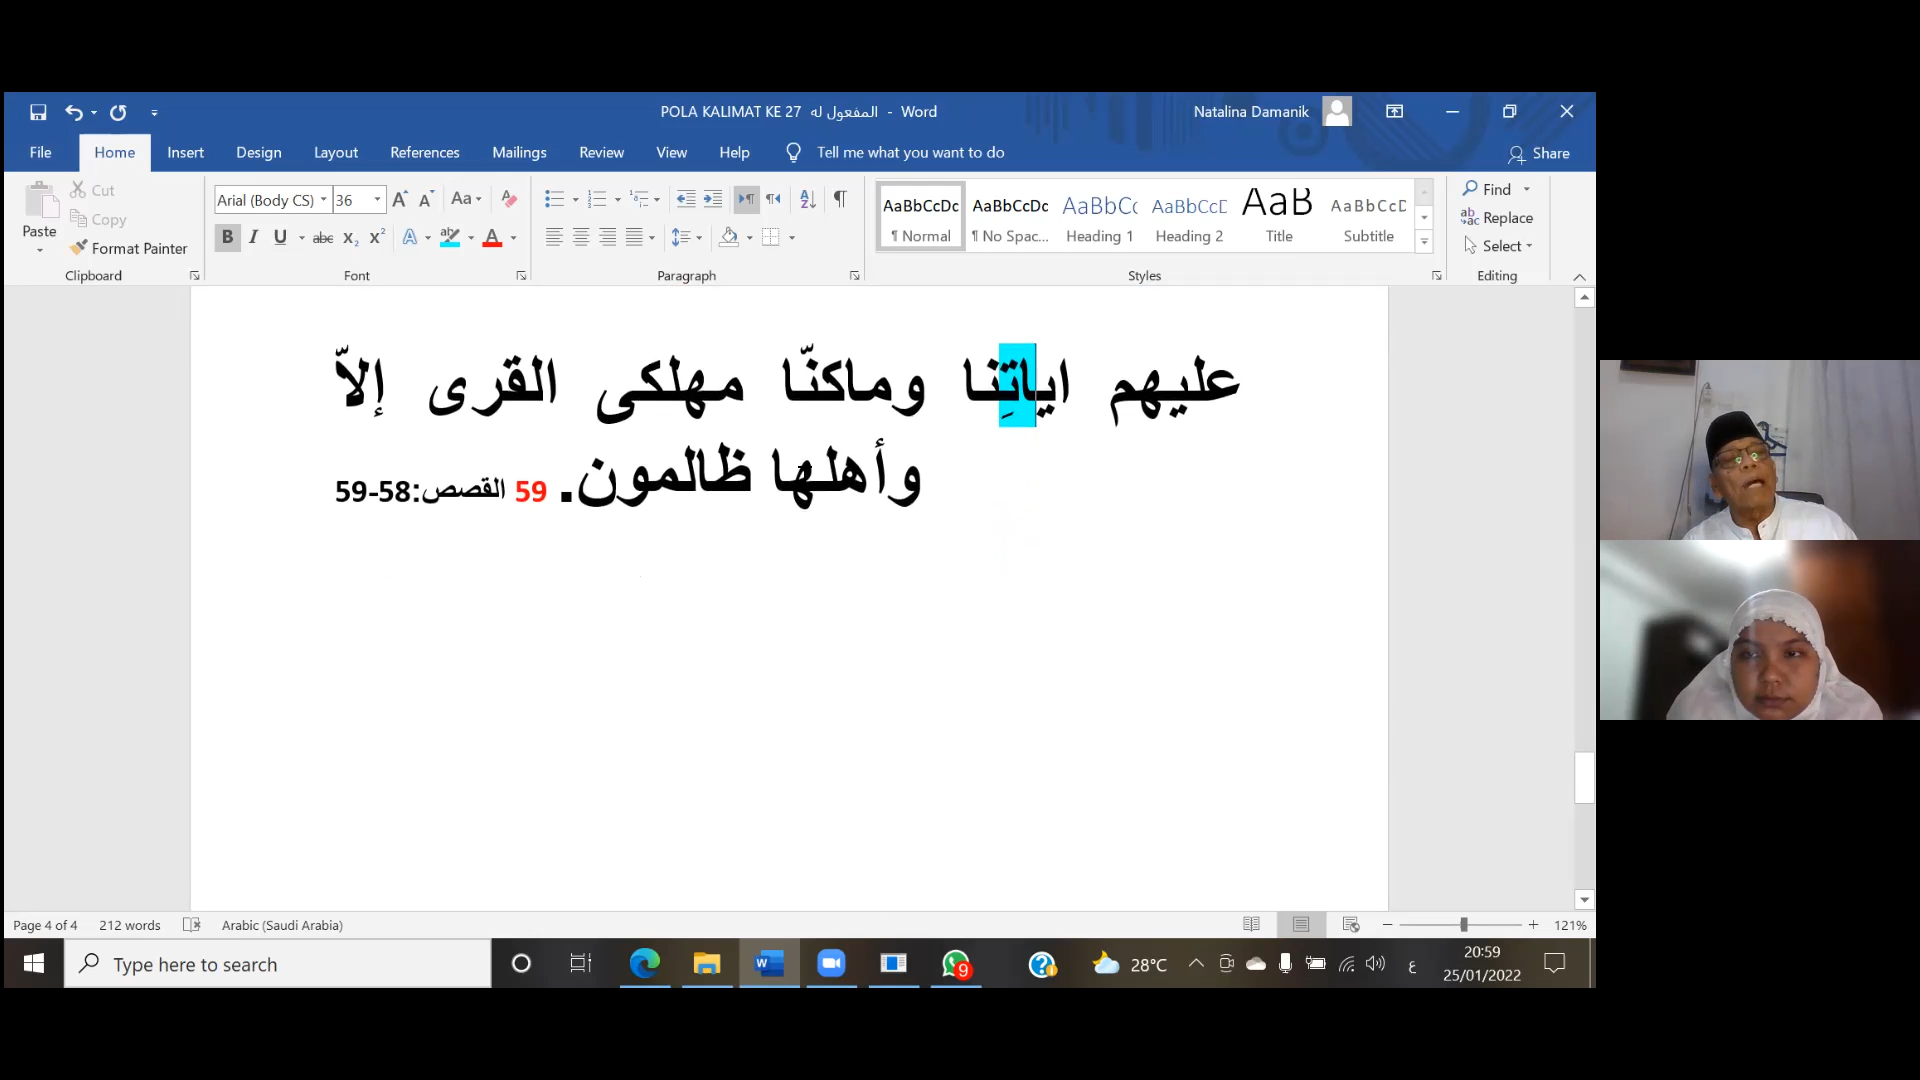 POLA KALIMAT KE 27 المفعول له - Word
Natalina Damanik
File Home Insert Design Layout References Mailings Review View Help Tell me what you want to do Share
Paste
Cut
Copy
Format Painter
Clipboard
Arial (Body CS) 36
Font
Paragraph
AaBbCcDc AaBbCcDc AaBbC AaBbCcC AaB AaBbCcD
¶ Normal ¶ No Spac... Heading 1 Heading 2 Title Subtitle
Styles
Find
Replace
Select
Editing
عليهم اياتِنا وماكنّا مهلكى القرى إلاّ
وأهلها ظالمون. 59 القصص:58-59
Page 4 of 4 212 words Arabic (Saudi Arabia) 121%
Type here to search
9
28°C
ع
20:59
25/01/2022